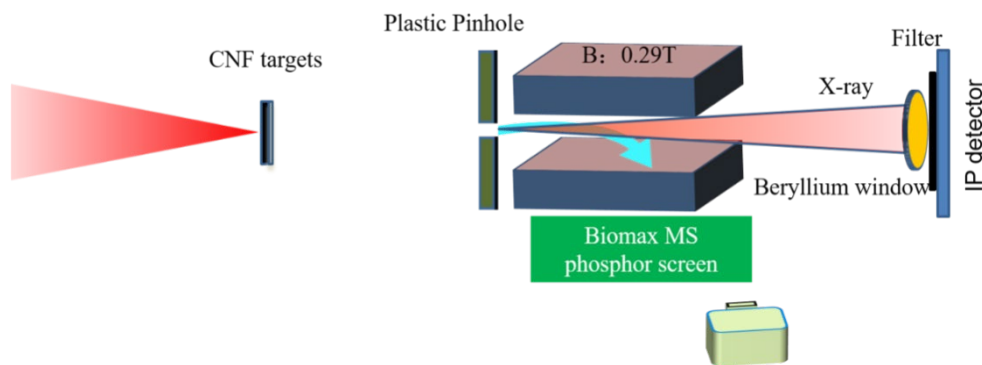 Plastic Pinhole
CNF targets
B：0.29T
Filter
X-ray
Beryllium window
IP detector
Biomax MS
phosphor screen